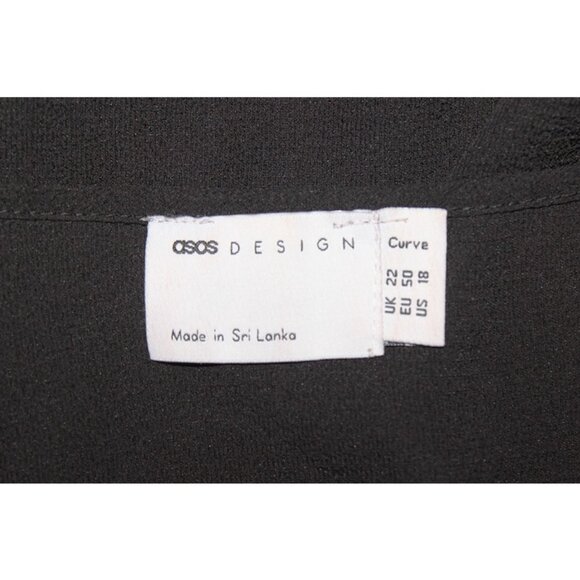 asos DESIGN
Made in Sri Lanka
Curve
UK 22
EU 50
US 18